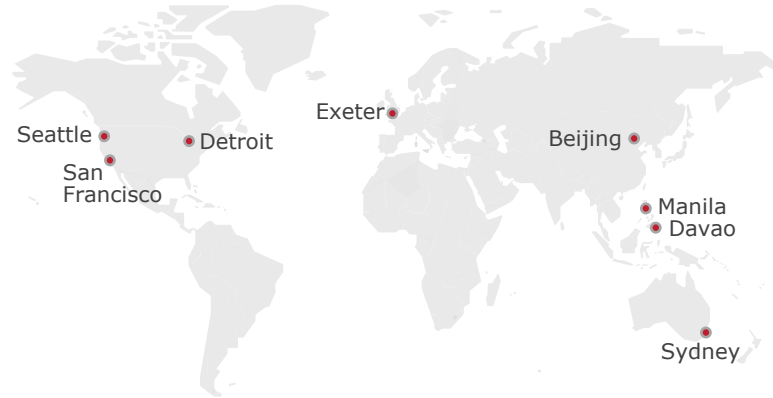 Exeter
Seattle
Detroit
Beijing
San
Francisco
Manila
Davao
Sydney